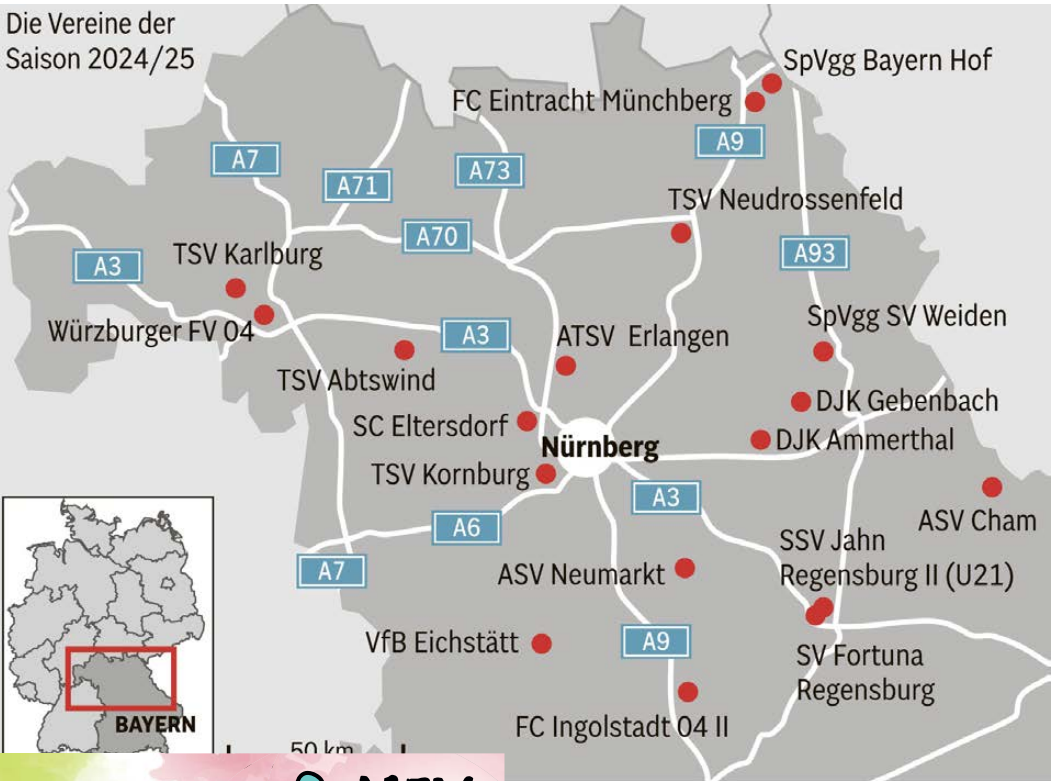 Die Vereine der
Saison 2024/25
SpVgg Bayern Hof
FC Eintracht Münchberg
A9
A7
A73
A71
TSV Neudrossenfeld
A70
A93
TSV Karlburg
A3
Würzburger FV 04
SpVgg SV Weiden
A3
ATSV Erlangen
TSV Abtswind
DJK Gebenbach
SC Eltersdorf
DJK Ammerthal
Nürnberg
TSV Kornburg
A3
ASV Cham
A6
SSV Jahn
Regensburg II (U21)
A7
ASV Neumarkt
VfB Eichstätt
A9
SV Fortuna
Regensburg
FC Ingolstadt 04 II
BAYERN
50 km